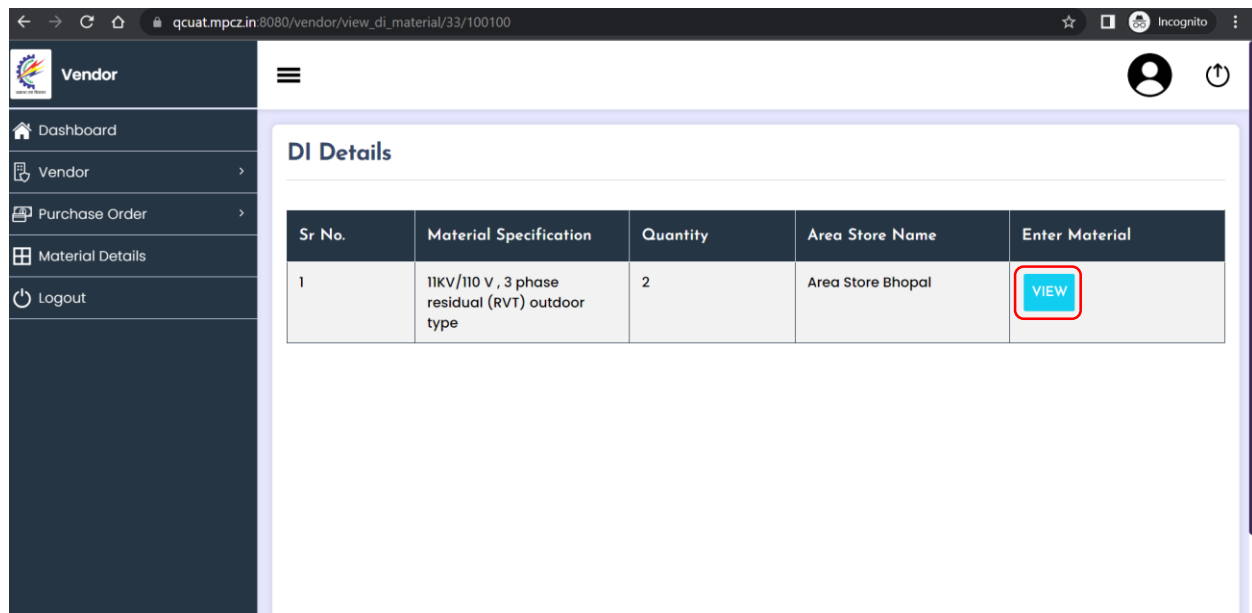 qcuat.mpcz.in:8080/vendor/view_di_material/33/100100
Incognito
Vendor
Dashboard
Vendor
Purchase Order
Material Details
Logout
DI Details
Sr No. Material Specification Quantity Area Store Name Enter Material
1 11KV/110 V , 3 phase 2 Area Store Bhopal VIEW
residual (RVT) outdoor
type